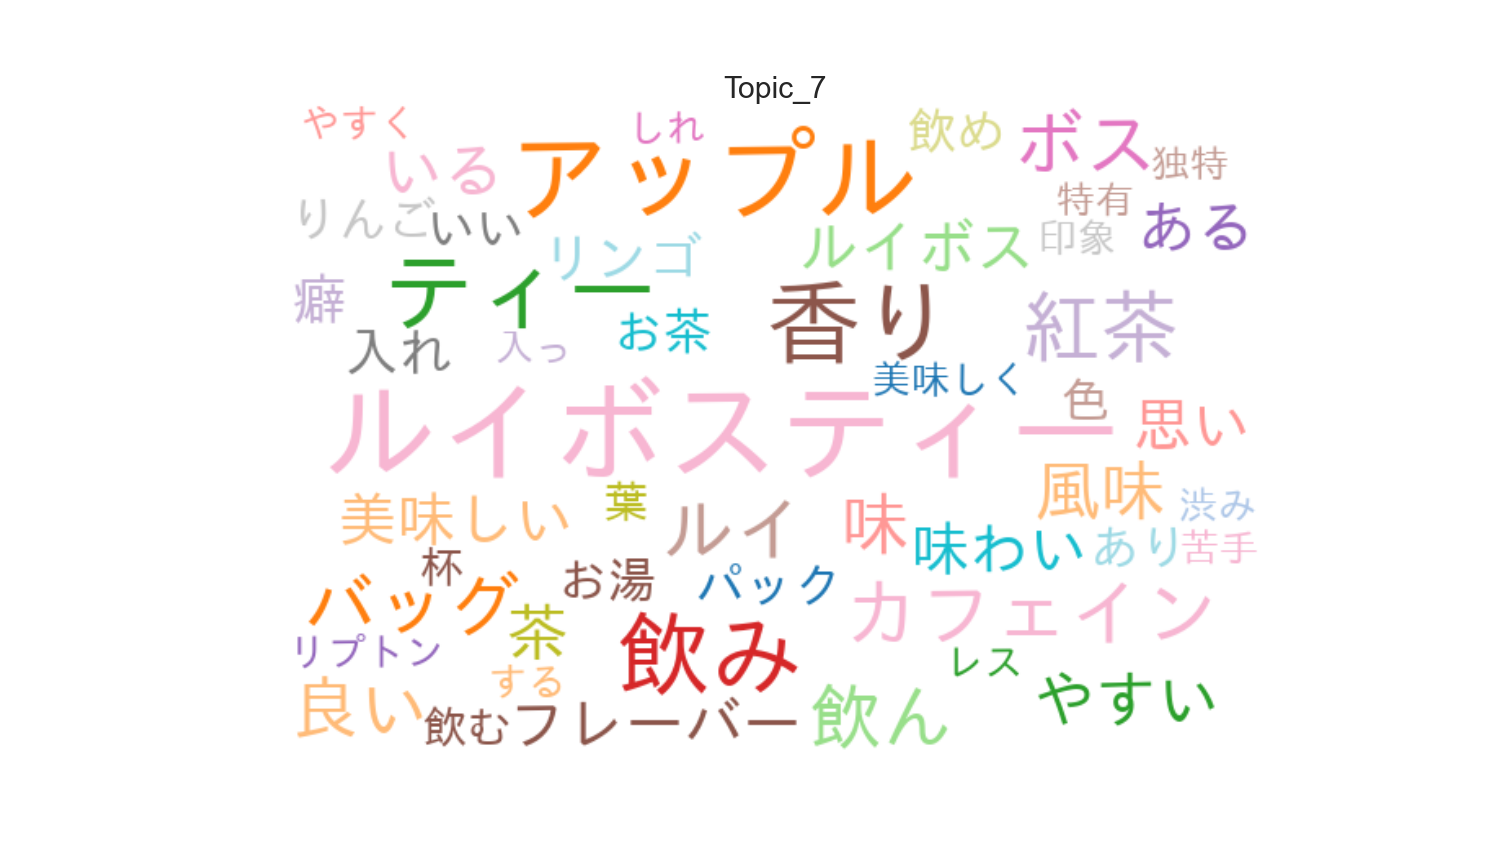 Topic_7
やすく
しれ
飲め
ボス
アップル
いる
独特
特有
りんご
いい
リンゴ
ルイボス
印象
ある
ティー
癖
香り
紅茶
お茶
入れ
入っ
美味しく
色
ルイボスティー
思い
風味
美味しい
葉
ルイ
味
味わい
渋み
あり
苦手
杯
お湯
パック
バッグ
カフェイン
茶
飲み
リプトン
レス
する
やすい
良い
飲む
フレーバー
飲ん